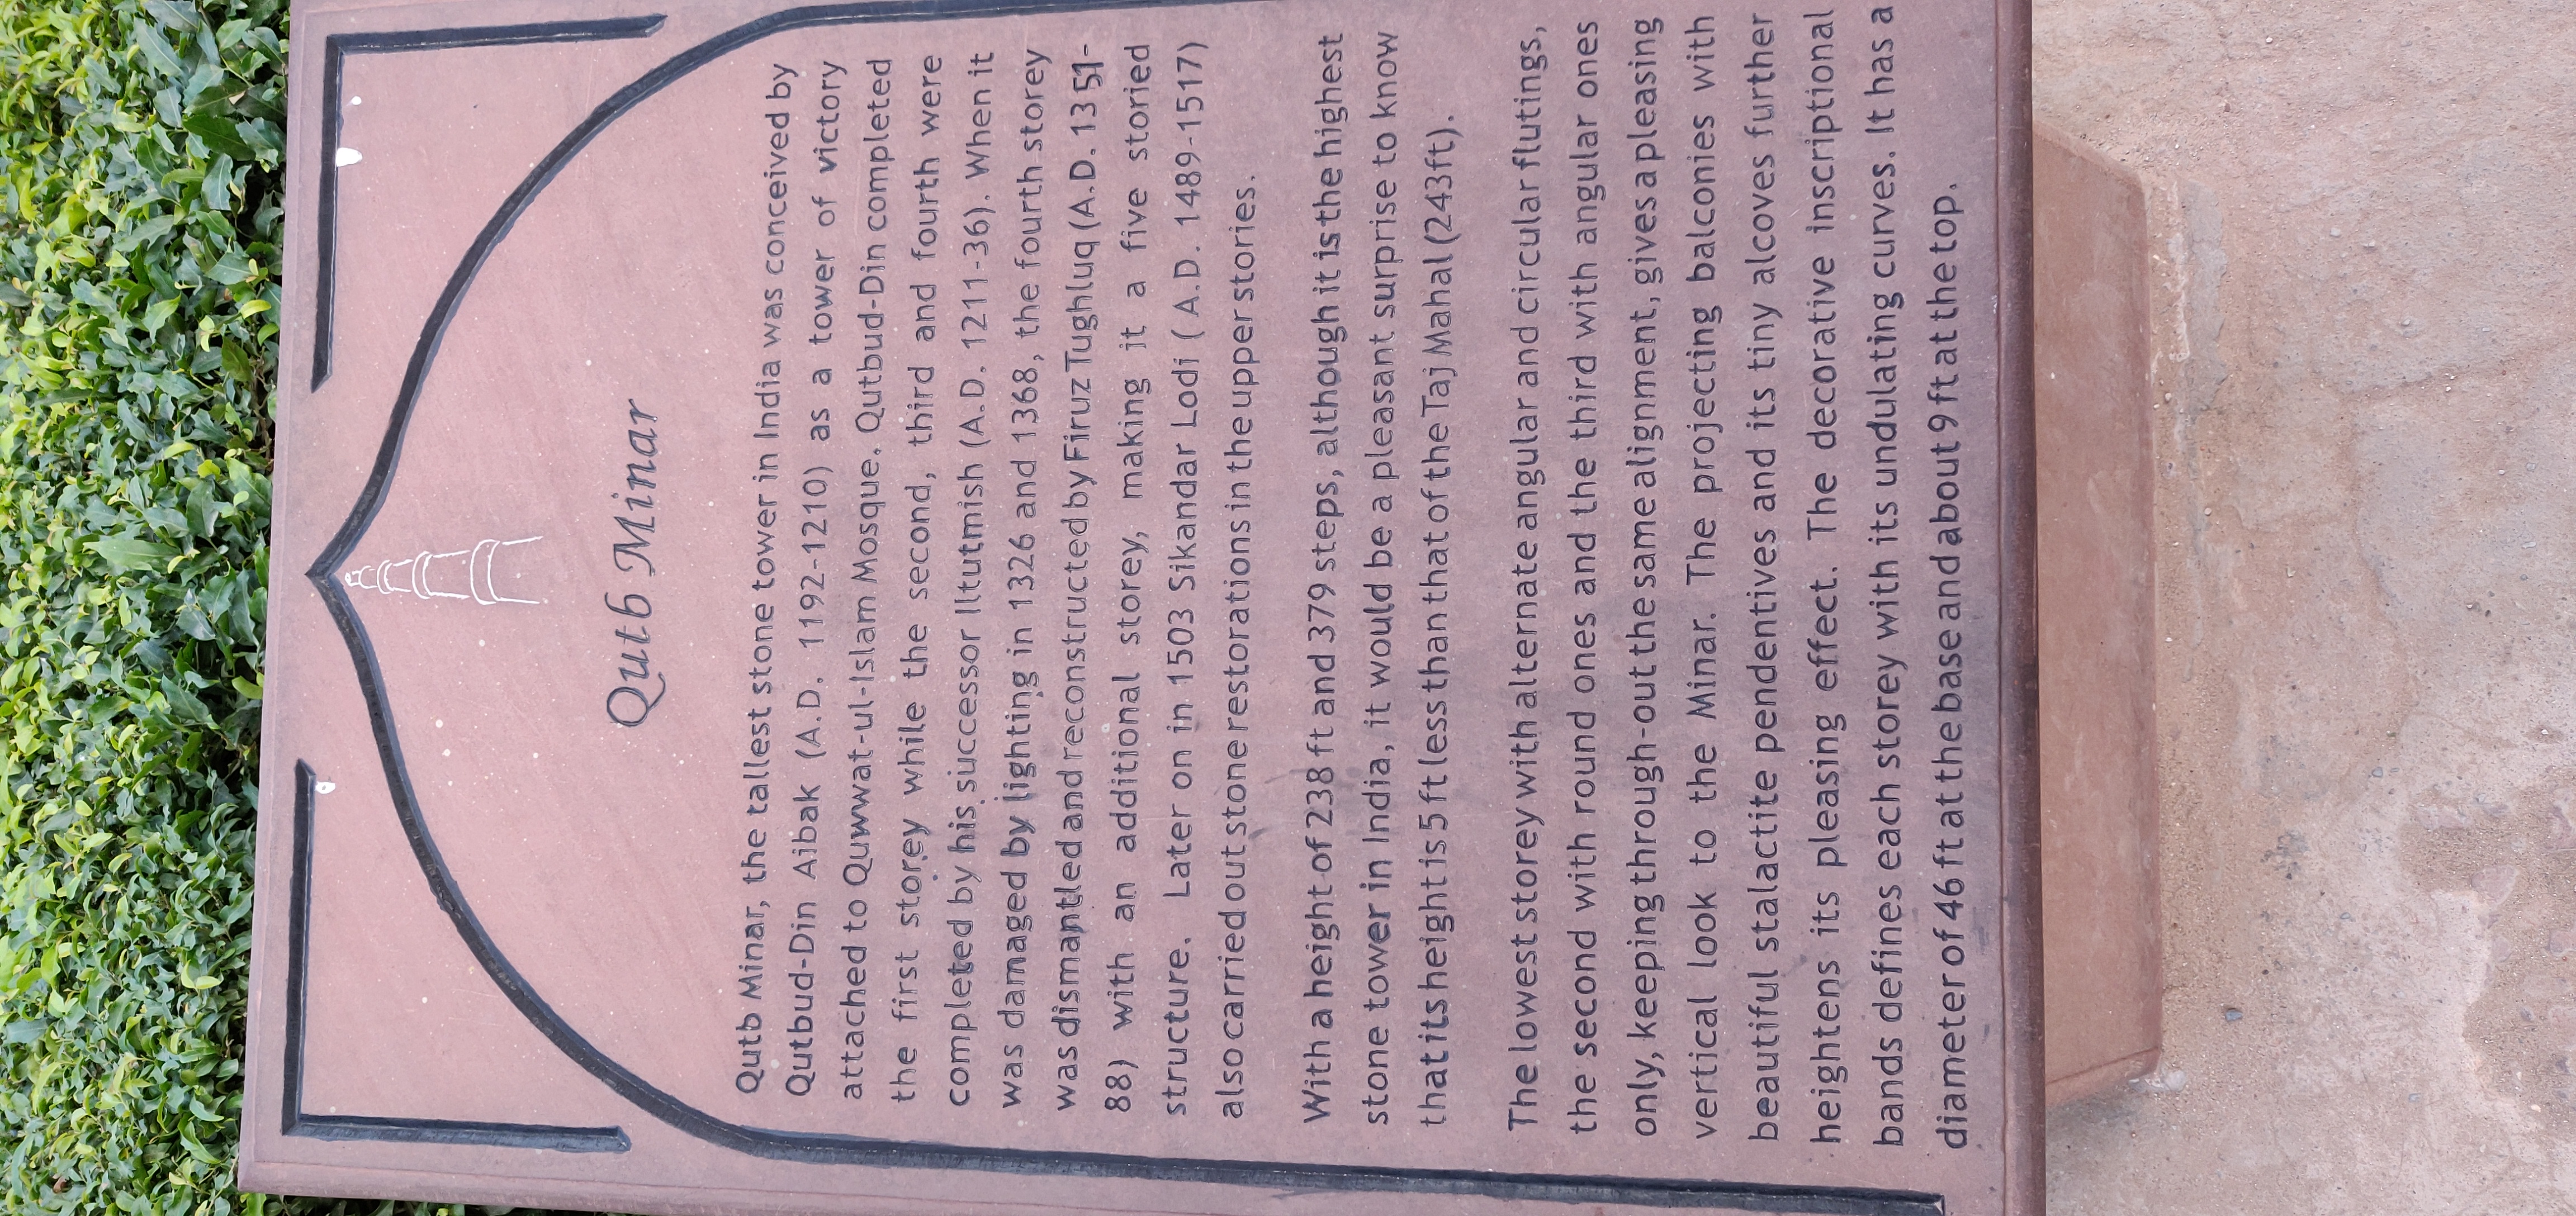 Qutb Minar
Qutb Minar, the tallest stone tower in India was conceived by
Qutbud-Din Aibak (A.D. 1192-1210) as a tower of victory
attached to Quwwat-ul-Islam Mosque. Qutbud-Din completed
the first storey while the second, third and fourth were
completed by his successor Iltutmish (A.D. 1211-36). When it
was damaged by lighting in 1326 and 1368, the fourth storey
was dismantled and reconstructed by Firuz Tughluq (A.D. 1351-
88) with an additional storey, making it a five storied
structure. Later on in 1503 Sikandar Lodi ( A.D. 1489-1517)
also carried out stone restorations in the upper stories.
With a height of 238 ft and 379 steps, although it is the highest
stone tower in India, it would be a pleasant surprise to know
that its height is 5 ft less than that of the Taj Mahal (243ft).
The lowest storey with alternate angular and circular flutings,
the second with round ones and the third with angular ones
only, keeping through-out the same alignment, gives a pleasing
vertical look to the Minar. The projecting balconies with
beautiful stalactite pendentives and its tiny alcoves further
heightens its pleasing effect. The decorative inscriptional
bands defines each storey with its undulating curves. It has a
diameter of 46 ft at the base and about 9 ft at the top.